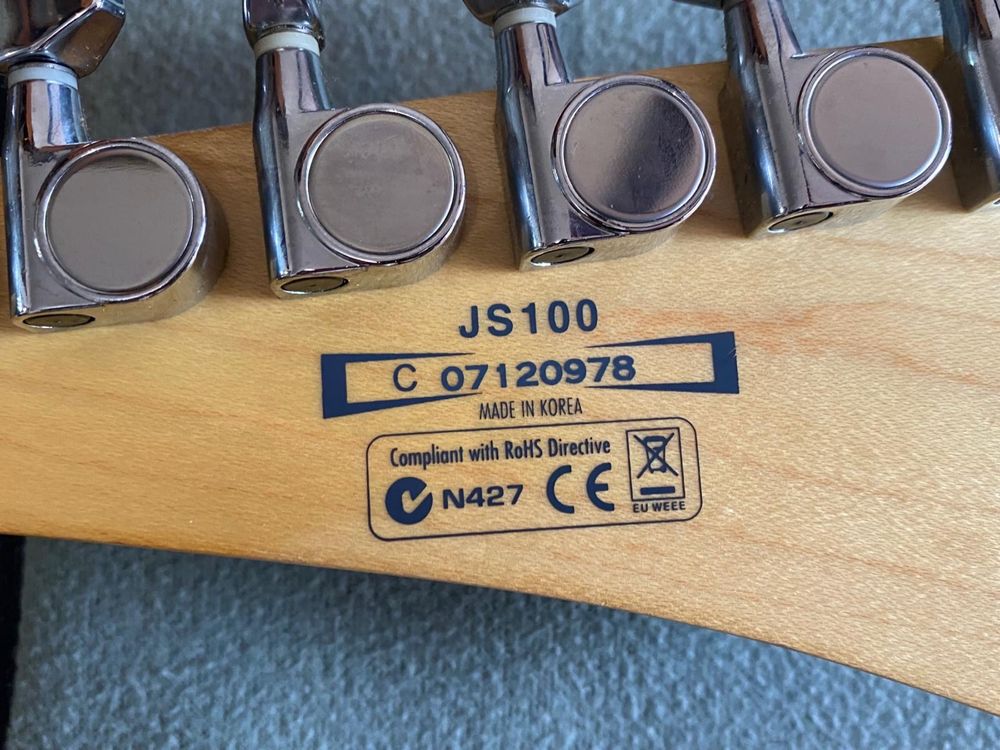 JS100
C 07120978
MADE IN KOREA
Compliant with RoHS Directive
N427 CE
EU WEEE